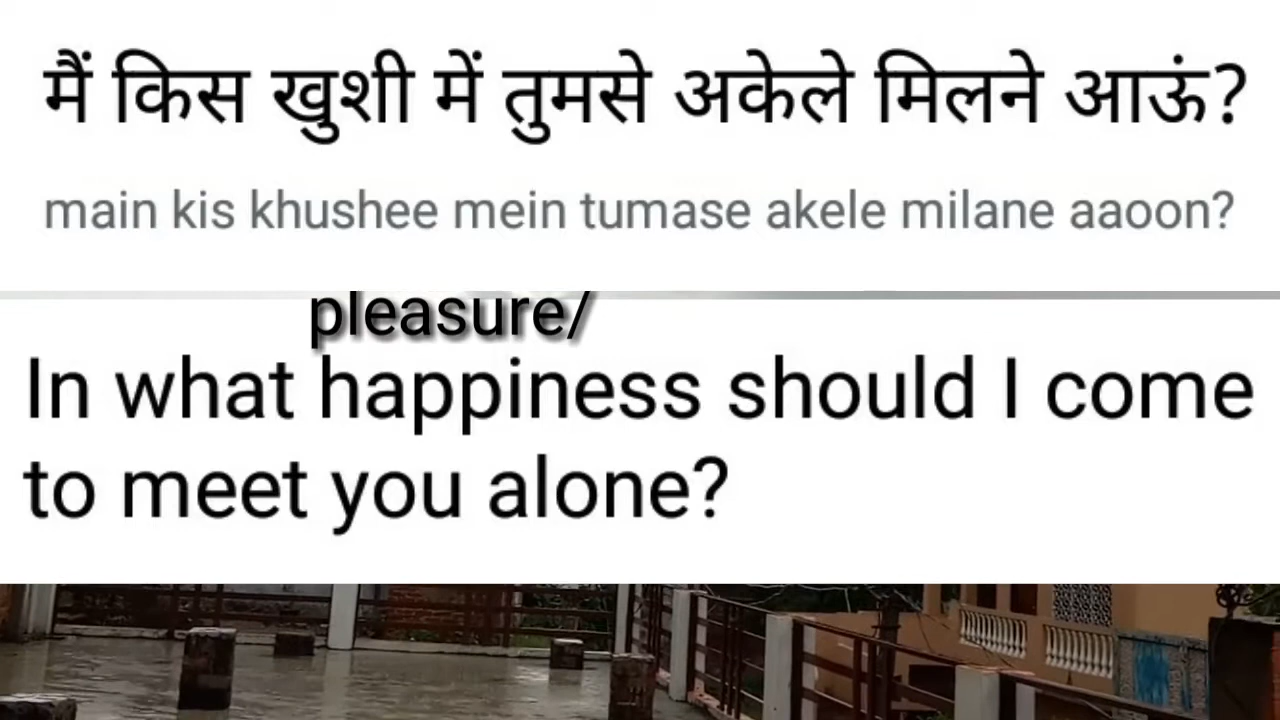 मैं किस खुशी में तुमसे अकेले मिलने आऊं?
main kis khushee mein tumase akele milane aaoon?
pleasure/
In what happiness should I come
to meet you alone?